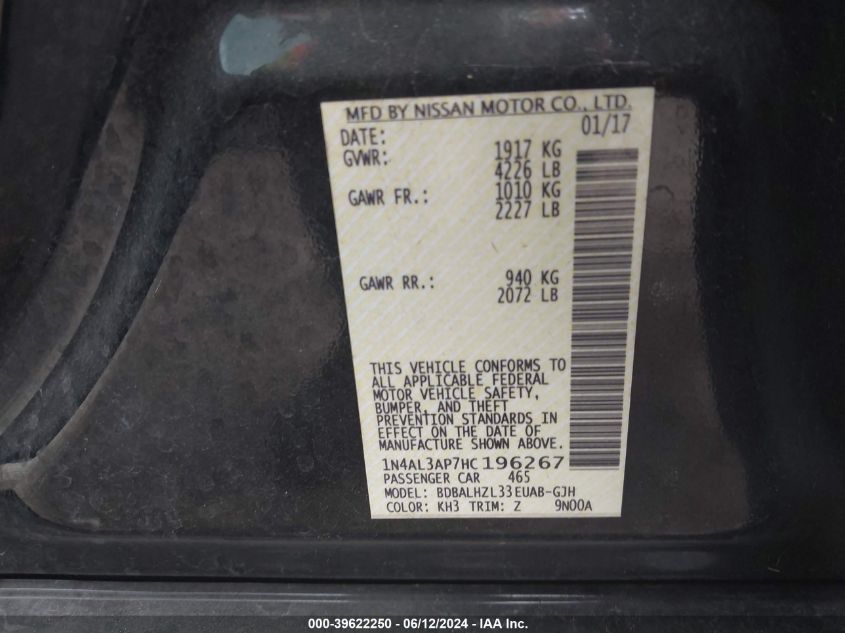 MFD BY NISSAN MOTOR CO., LTD.
DATE: 01/17
GVWR: 1917 KG
4226 LB
GAWR FR.: 1010 KG
2227 LB
GAWR RR.: 940 KG
2072 LB
THIS VEHICLE CONFORMS TO
ALL APPLICABLE FEDERAL
MOTOR VEHICLE SAFETY,
BUMPER, AND THEFT
PREVENTION STANDARDS IN
EFFECT ON THE DATE OF
MANUFACTURE SHOWN ABOVE.
1N4AL3AP7HC196267
PASSENGER CAR 465
MODEL: BDBALHZL33EUAB-GJH
COLOR: KH3 TRIM: Z 9N00A
000-39622250 - 06/12/2024 - IAA Inc.